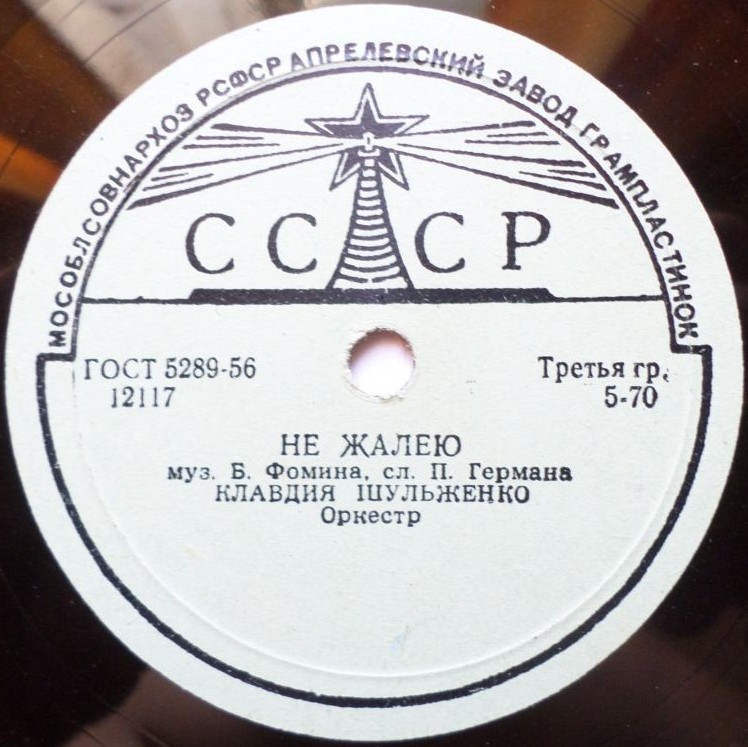 МОСОБЛСОВНАРХОЗ РСФСР АПРЕЛЕВСКИЙ ЗАВОД ГРАМПЛАСТИНОК
СССР
ГОСТ 5289-56
12117
Третья гр.
5-70
НЕ ЖАЛЕЮ
муз. Б. Фомина, сл. П. Германа
КЛАВДИЯ ШУЛЬЖЕНКО
Оркестр